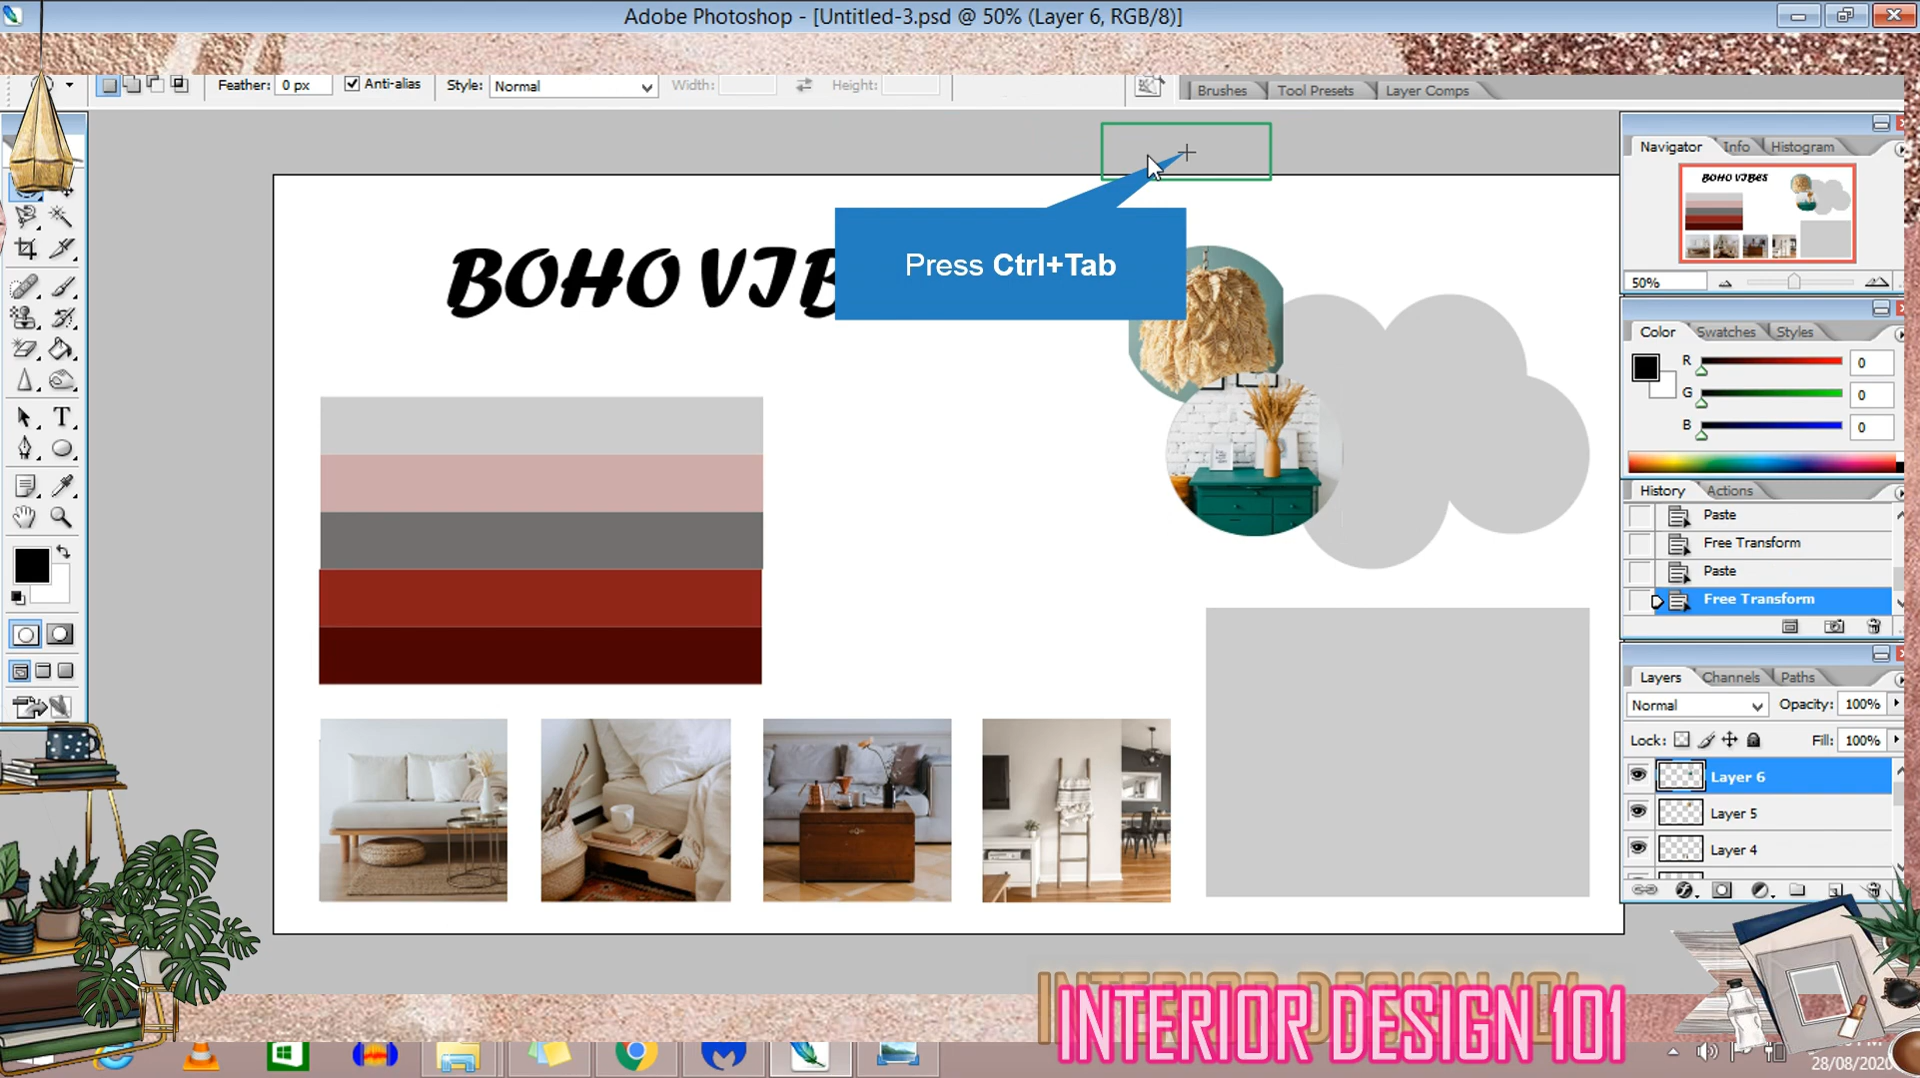 Adobe Photoshop - [Untitled-3.psd @ 50% (Layer 6, RGB/8)]
Feather: 0 px Anti-alias Style: Normal Width: Height: Brushes Tool Presets Layer Comps
Navigator Info Histogram
BOHO VIBES
50%
Press Ctrl+Tab
BOHO VIB
Color Swatches Styles
R 0
G 0
B 0
T
History Actions
Paste
Free Transform
Paste
Free Transform
Layers Channels Paths
Normal Opacity: 100%
Lock: Fill: 100%
Layer 6
Layer 5
Layer 4
INTERIOR DESIGN 101
28/08/2020